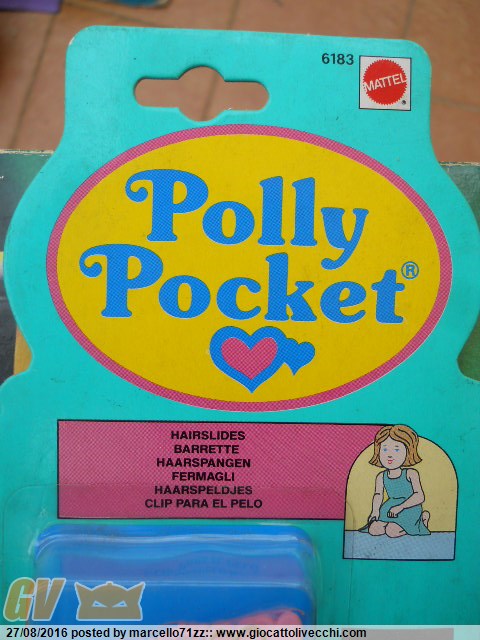 6183
MATTEL
Polly
Pocket®
HAIRSLIDES
BARRETTE
HAARSPANGEN
FERMAGLI
HAARSPELDJES
CLIP PARA EL PELO
GV
27/08/2016 posted by marcello71zz:: www.giocattolivecchi.com